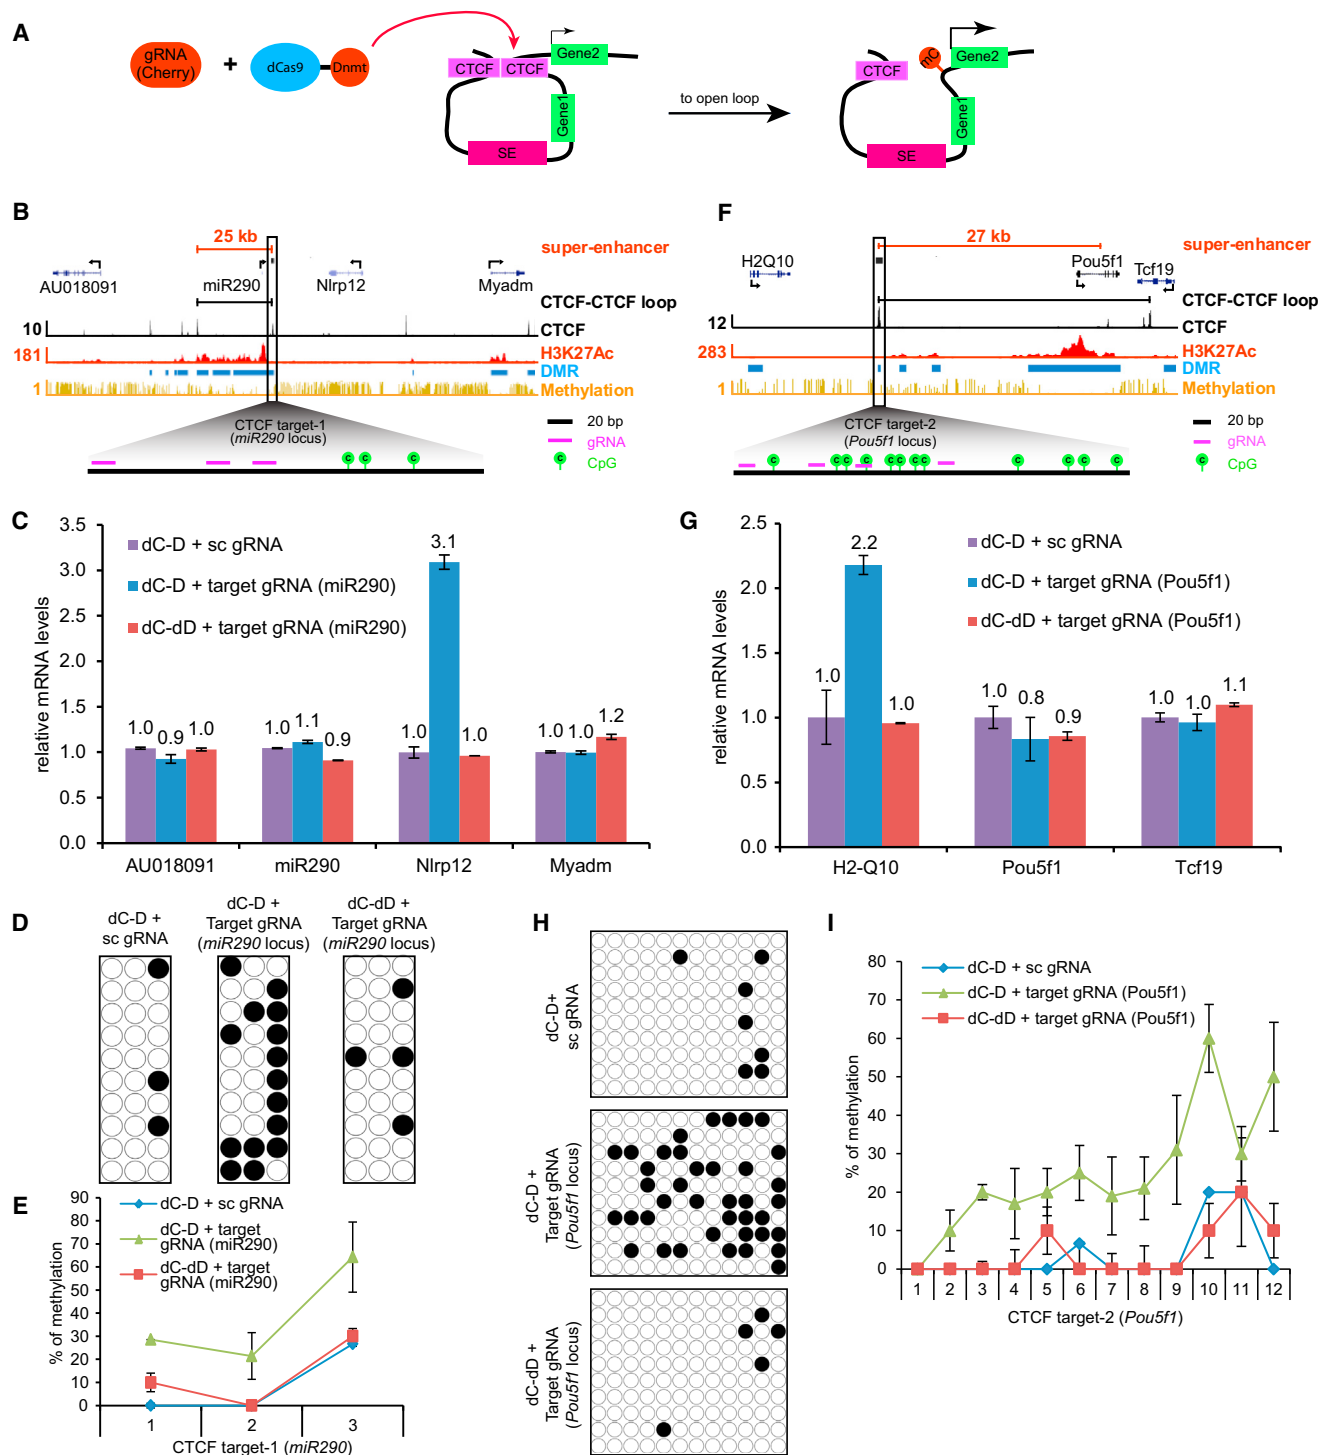 A
gRNA
(Cherry)
+
dCas9
Dnmt
CTCF
CTCF
Gene2
Gene1
SE
to open loop
CTCF
mC
Gene2
Gene1
SE
B
25 kb
super-enhancer
AU018091
miR290
Nlrp12
Myadm
CTCF-CTCF loop
10
CTCF
181
H3K27Ac
DMR
1
Methylation
CTCF target-1
(miR290 locus)
20 bp
gRNA
C
CpG
C C C
F
27 kb
super-enhancer
H2Q10
Pou5f1
Tcf19
CTCF-CTCF loop
12
CTCF
283
H3K27Ac
DMR
1
Methylation
CTCF target-2
(Pou5f1 locus)
20 bp
gRNA
C
CpG
C C C C C C C C C C C C
C
relative mRNA levels
3.5
3.0
2.5
2.0
1.5
1.0
0.5
0.0
dC-D + sc gRNA
dC-D + target gRNA (miR290)
dC-dD + target gRNA (miR290)
1.0 0.9 1.0
1.0 1.1 0.9
1.0 3.1 1.0
1.0 1.0 1.2
AU018091 miR290 Nlrp12 Myadm
G
relative mRNA levels
2.5
2.0
1.5
1.0
0.5
0.0
dC-D + sc gRNA
dC-D + target gRNA (Pou5f1)
dC-dD + target gRNA (Pou5f1)
1.0 2.2 1.0
1.0 0.8 0.9
1.0 1.0 1.1
H2-Q10 Pou5f1 Tcf19
D
dC-D +
sc gRNA
dC-D +
Target gRNA
(miR290 locus)
dC-dD +
Target gRNA
(miR290 locus)
E
% of methylation
90
80
70
60
50
40
30
20
10
0
dC-D + sc gRNA
dC-D + target
gRNA (miR290)
dC-dD + target
gRNA (miR290)
1 2 3
CTCF target-1 (miR290)
H
dC-D+
sc gRNA
dC-D +
Target gRNA
(Pou5f1 locus)
dC-dD +
Target gRNA
(Pou5f1 locus)
I
% of methylation
80
70
60
50
40
30
20
10
0
dC-D + sc gRNA
dC-D + target gRNA (Pou5f1)
dC-dD + target gRNA (Pou5f1)
1 2 3 4 5 6 7 8 9 10 11 12
CTCF target-2 (Pou5f1)